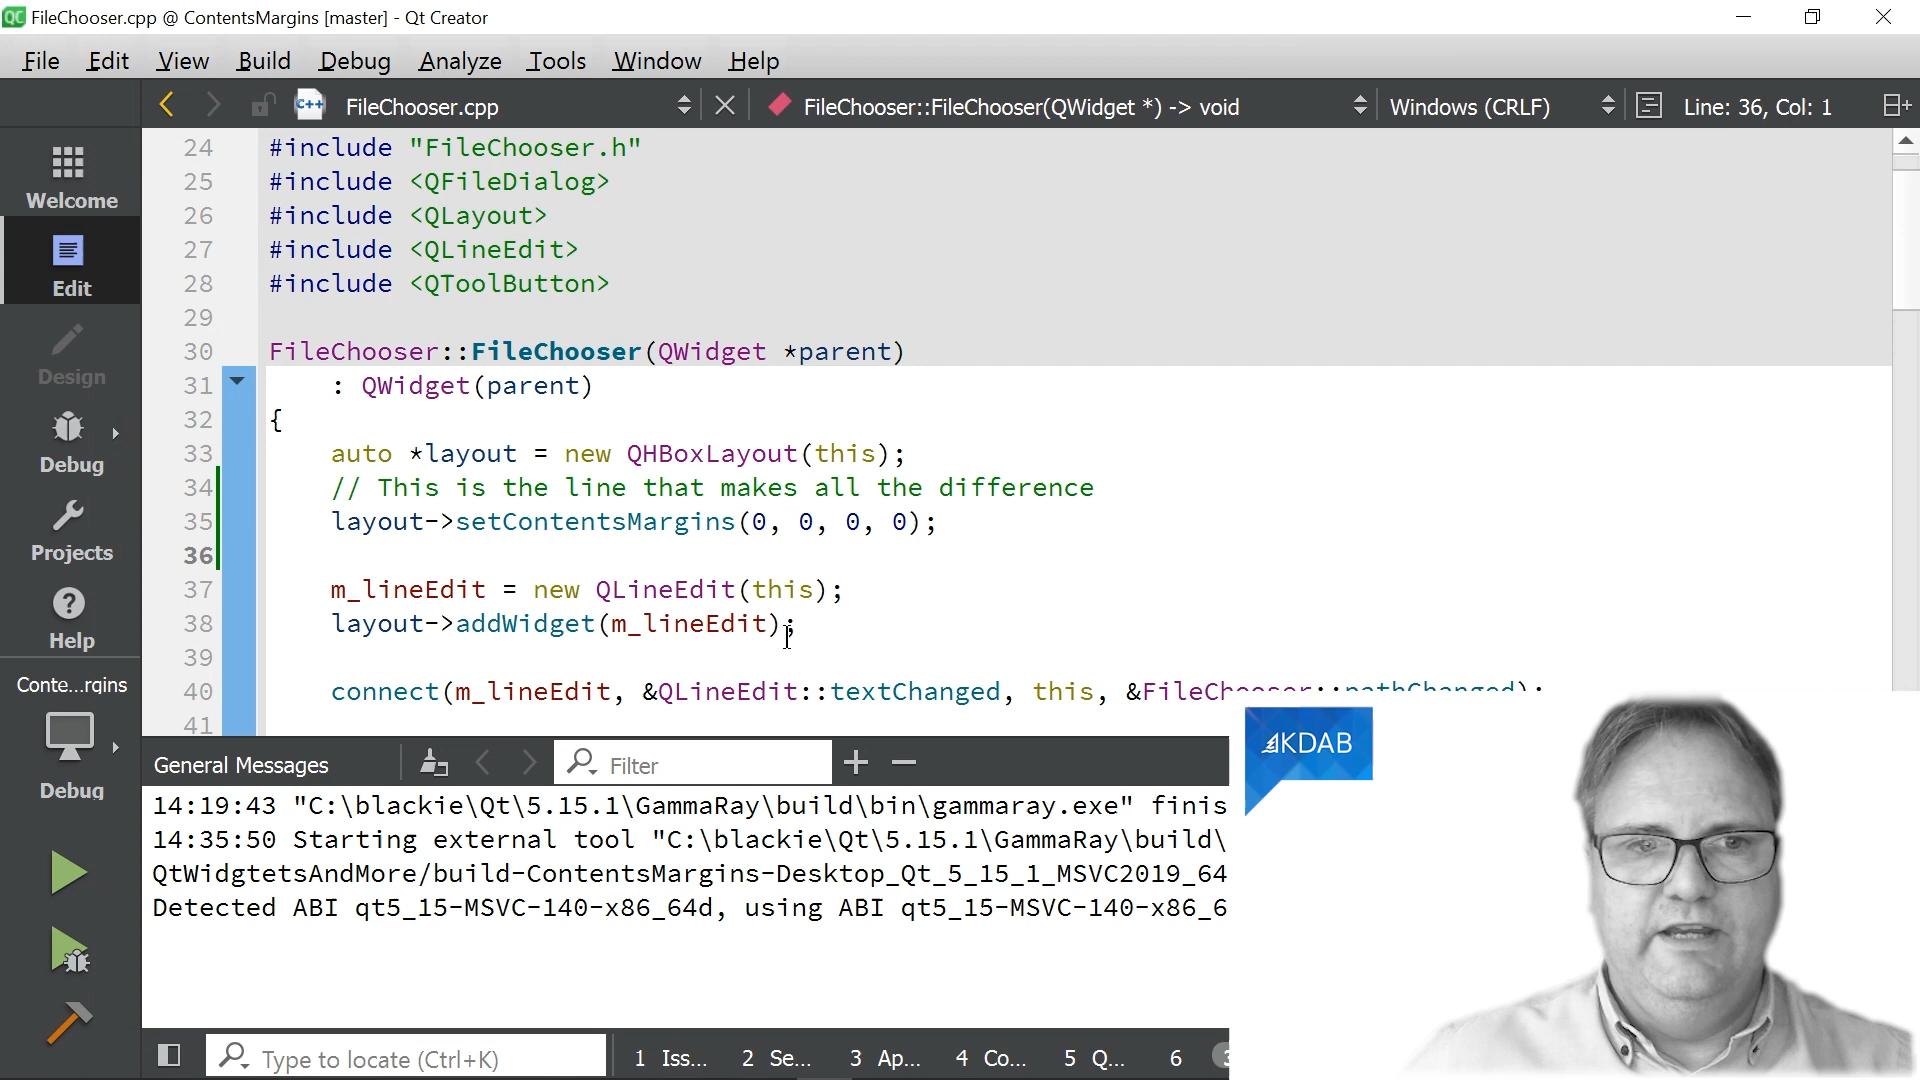 FileChooser.cpp @ ContentsMargins [master] - Qt Creator
File Edit View Build Debug Analyze Tools Window Help
FileChooser.cpp FileChooser::FileChooser(QWidget *) -> void Windows (CRLF) Line: 36, Col: 1
Welcome
Edit
Design
Debug
Projects
Help
Conte...rgins
Debug
24 #include "FileChooser.h"
25 #include <QFileDialog>
26 #include <QLayout>
27 #include <QLineEdit>
28 #include <QToolButton>
29
30 FileChooser::FileChooser(QWidget *parent)
31 : QWidget(parent)
32 {
33 auto *layout = new QHBoxLayout(this);
34 // This is the line that makes all the difference
35 layout->setContentsMargins(0, 0, 0, 0);
36
37 m_lineEdit = new QLineEdit(this);
38 layout->addWidget(m_lineEdit);
39
40 connect(m_lineEdit, &QLineEdit::textChanged, this, &FileChooser::pathChanged);
41
General Messages Filter
14:19:43 "C:\blackie\Qt\5.15.1\GammaRay\build\bin\gammaray.exe" finis
14:35:50 Starting external tool "C:\blackie\Qt\5.15.1\GammaRay\build\
QtWidgtetsAndMore/build-ContentsMargins-Desktop_Qt_5_15_1_MSVC2019_64
Detected ABI qt5_15-MSVC-140-x86_64d, using ABI qt5_15-MSVC-140-x86_6
KDAB
Type to locate (Ctrl+K) 1 Iss... 2 Se... 3 Ap... 4 Co... 5 Q... 6 3